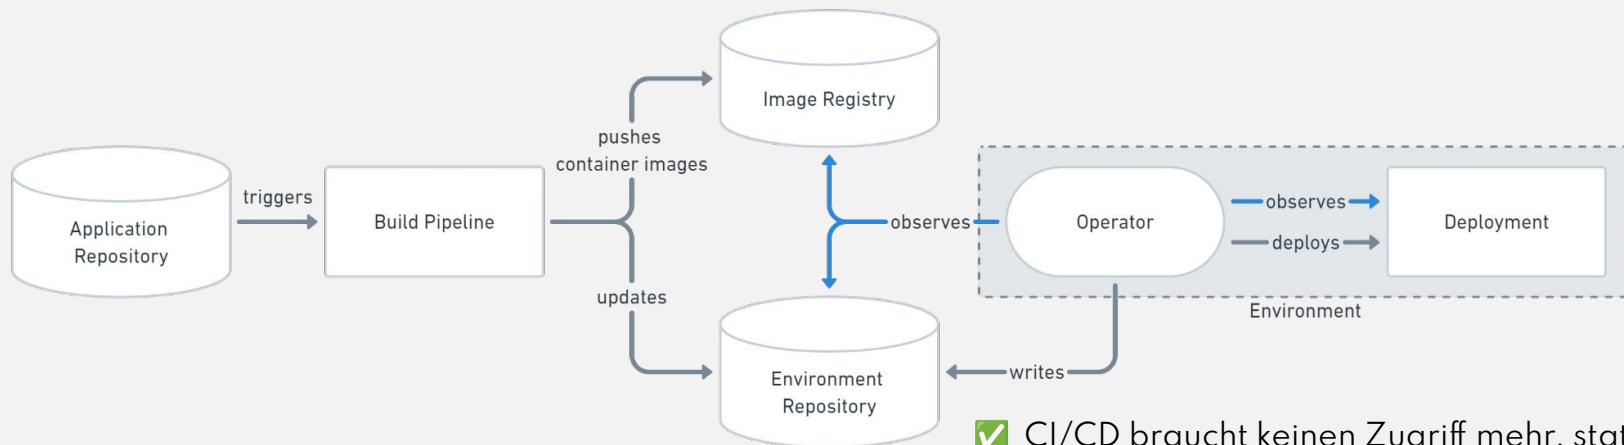 Image Registry
pushes
container images
triggers
Application
Repository
Build Pipeline
observes
Operator
observes
deploys
Deployment
Environment
updates
Environment
Repository
writes
✅ CI/CD braucht keinen Zugriff mehr,